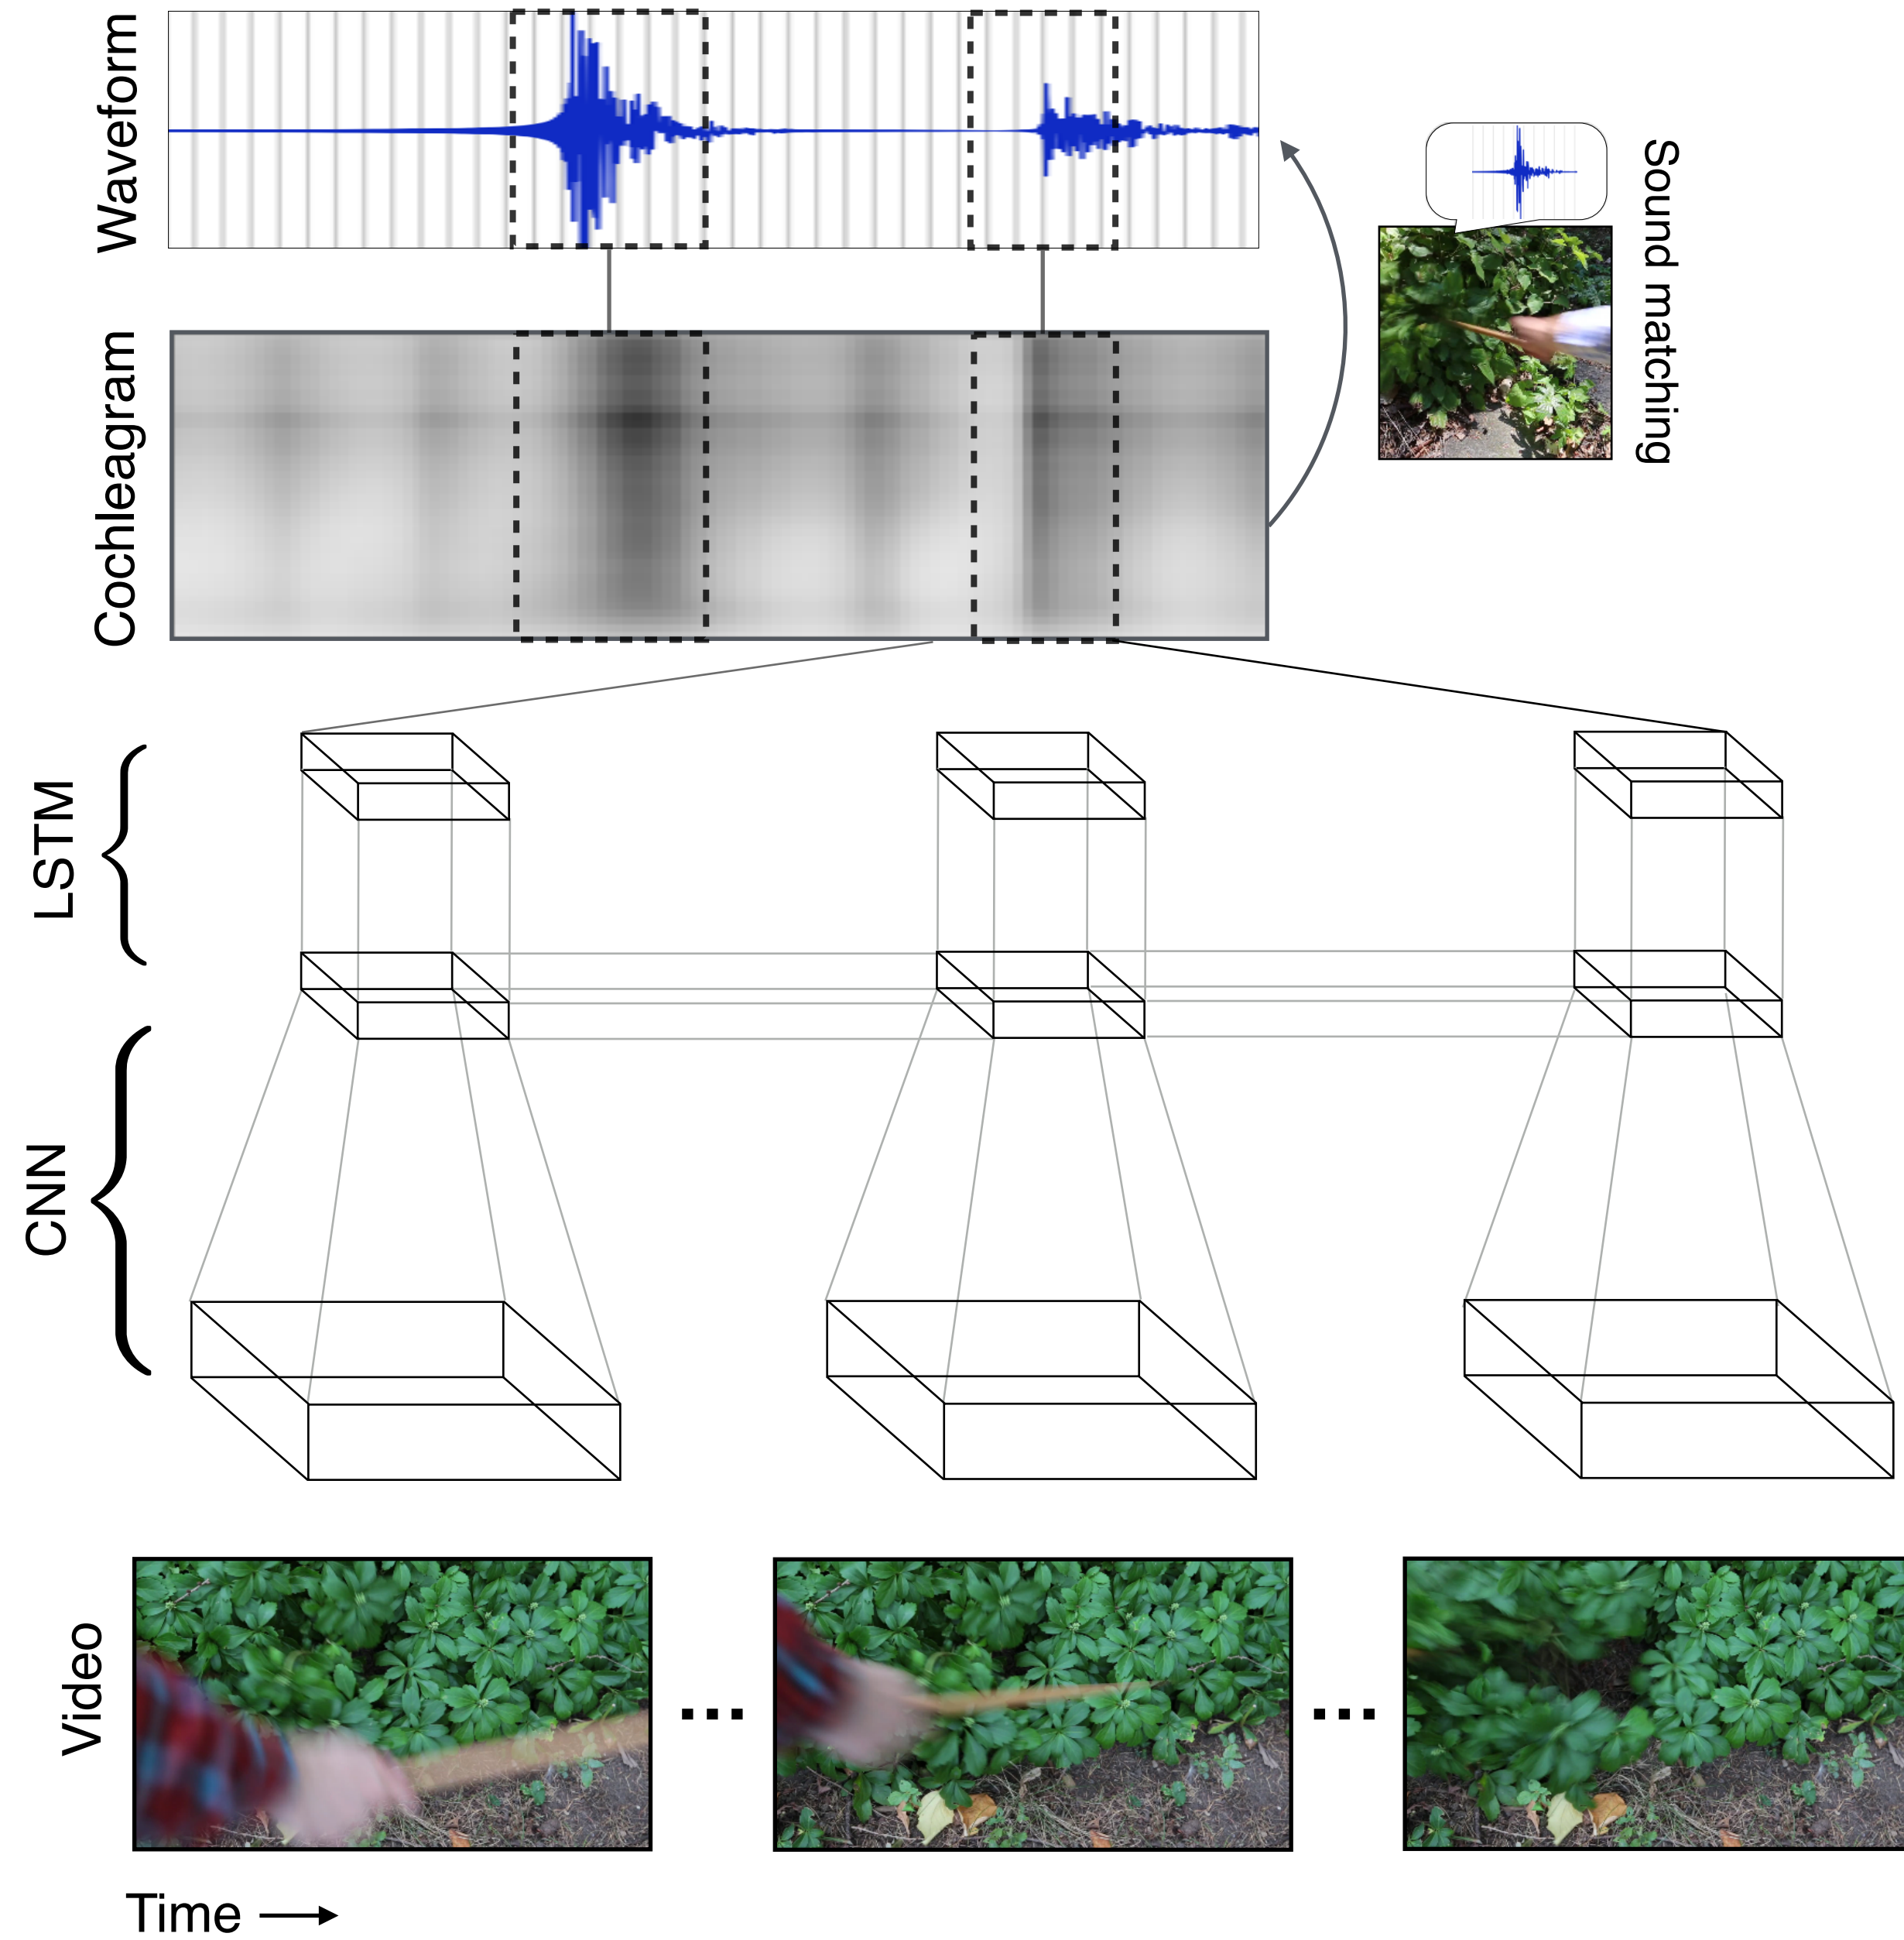 Waveform
Sound matching
Cochleagram
LSTM
CNN
Video
Time